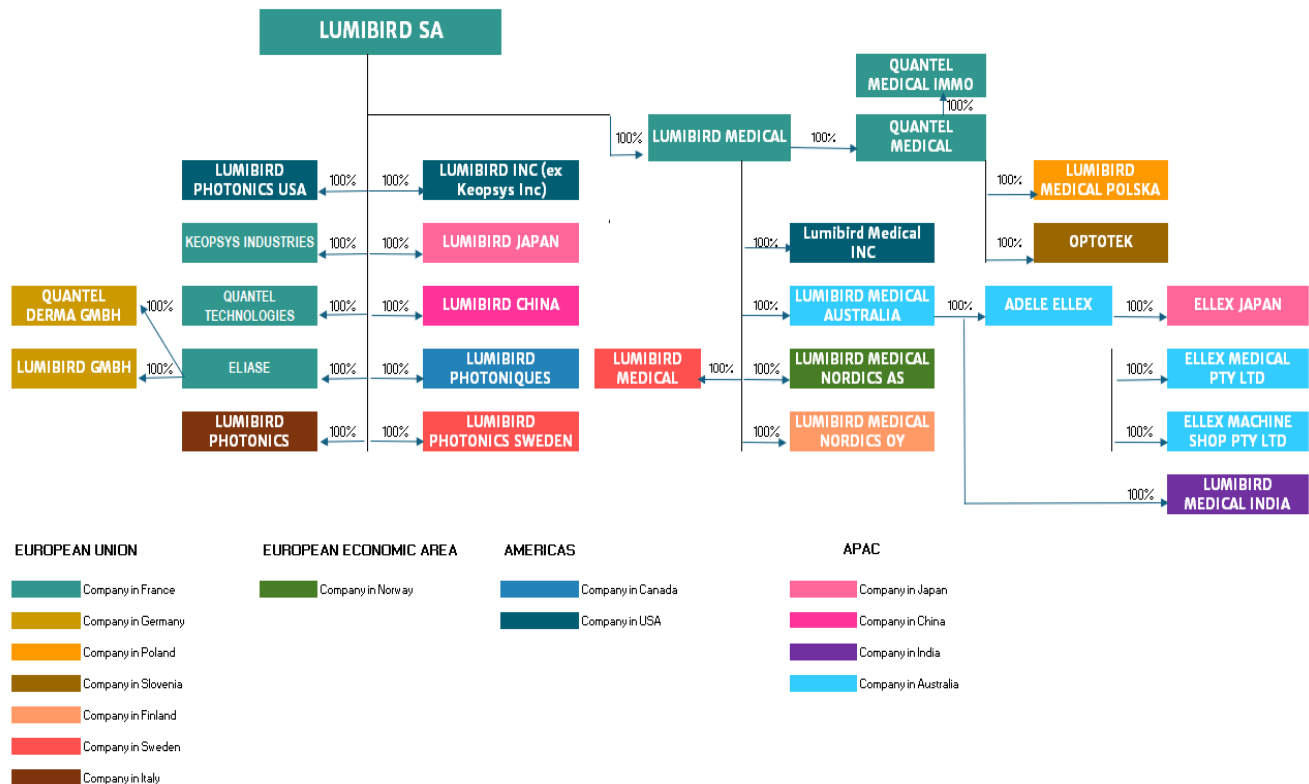 LUMIBIRD SA
QUANTEL
MEDICAL IMMO
100%
100%
LUMIBIRD MEDICAL
100%
QUANTEL
MEDICAL
LUMIBIRD
PHOTONICS USA
100%
100%
LUMIBIRD INC (ex
Keopsys Inc)
100%
LUMIBIRD
MEDICAL POLSKA
KEOPSYS INDUSTRIES
100%
100%
LUMIBIRD JAPAN
100%
Lumibird Medical
INC
100%
OPTOTEK
QUANTEL
DERMA GMBH
100%
QUANTEL
TECHNOLOGIES
100%
100%
LUMIBIRD CHINA
100%
LUMIBIRD MEDICAL
AUSTRALIA
100%
ADELE ELLEX
100%
ELLEX JAPAN
LUMIBIRD GMBH
100%
ELIASE
100%
100%
LUMIBIRD
PHOTONIQUES
LUMIBIRD
MEDICAL
100%
100%
LUMIBIRD MEDICAL
NORDICS AS
100%
ELLEX MEDICAL
PTY LTD
LUMIBIRD
PHOTONICS
100%
100%
LUMIBIRD
PHOTONICS SWEDEN
100%
LUMIBIRD MEDICAL
NORDICS OY
100%
ELLEX MACHINE
SHOP PTY LTD
100%
LUMIBIRD
MEDICAL INDIA
EUROPEAN UNION
Company in France
Company in Germany
Company in Poland
Company in Slovenia
Company in Finland
Company in Sweden
Company in Italy
EUROPEAN ECONOMIC AREA
Company in Norway
AMERICAS
Company in Canada
Company in USA
APAC
Company in Japan
Company in China
Company in India
Company in Australia